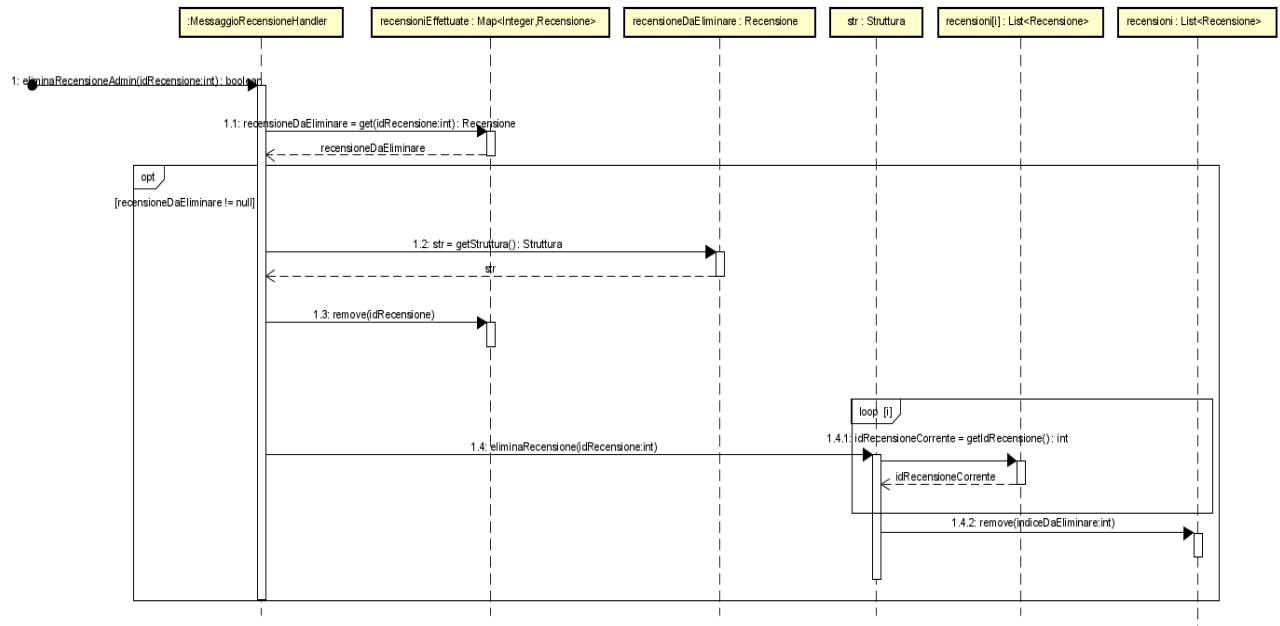 :MessaggioRecensioneHandler
recensioniEffettuate : Map<Integer,Recensione>
recensioneDaEliminare : Recensione
str : Struttura
recensioni[i] : List<Recensione>
recensioni : List<Recensione>
1: eliminaRecensioneAdmin(idRecensione:int) : boolean
1.1: recensioneDaEliminare = get(idRecensione:int) : Recensione
recensioneDaEliminare
opt
[recensioneDaEliminare != null]
1.2: str = getStruttura() : Struttura
str
1.3: remove(idRecensione)
loop [i]
1.4.1: idRecensioneCorrente = getIdRecensione() : int
1.4: eliminaRecensione(idRecensione:int)
idRecensioneCorrente
1.4.2: remove(indiceDaEliminare:int)